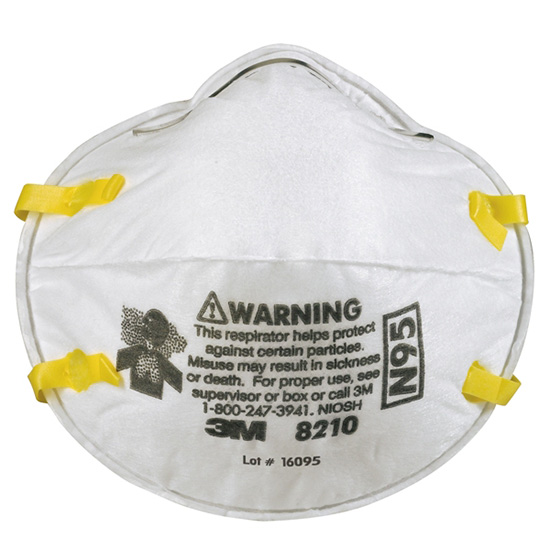 ⚠WARNING
This respirator helps protect
against certain particles.
Misuse may result in sickness
or death. For proper use, see
supervisor or box or call 3M
1-800-247-3941. NIOSH
3M 8210
Lot # 16095
N95